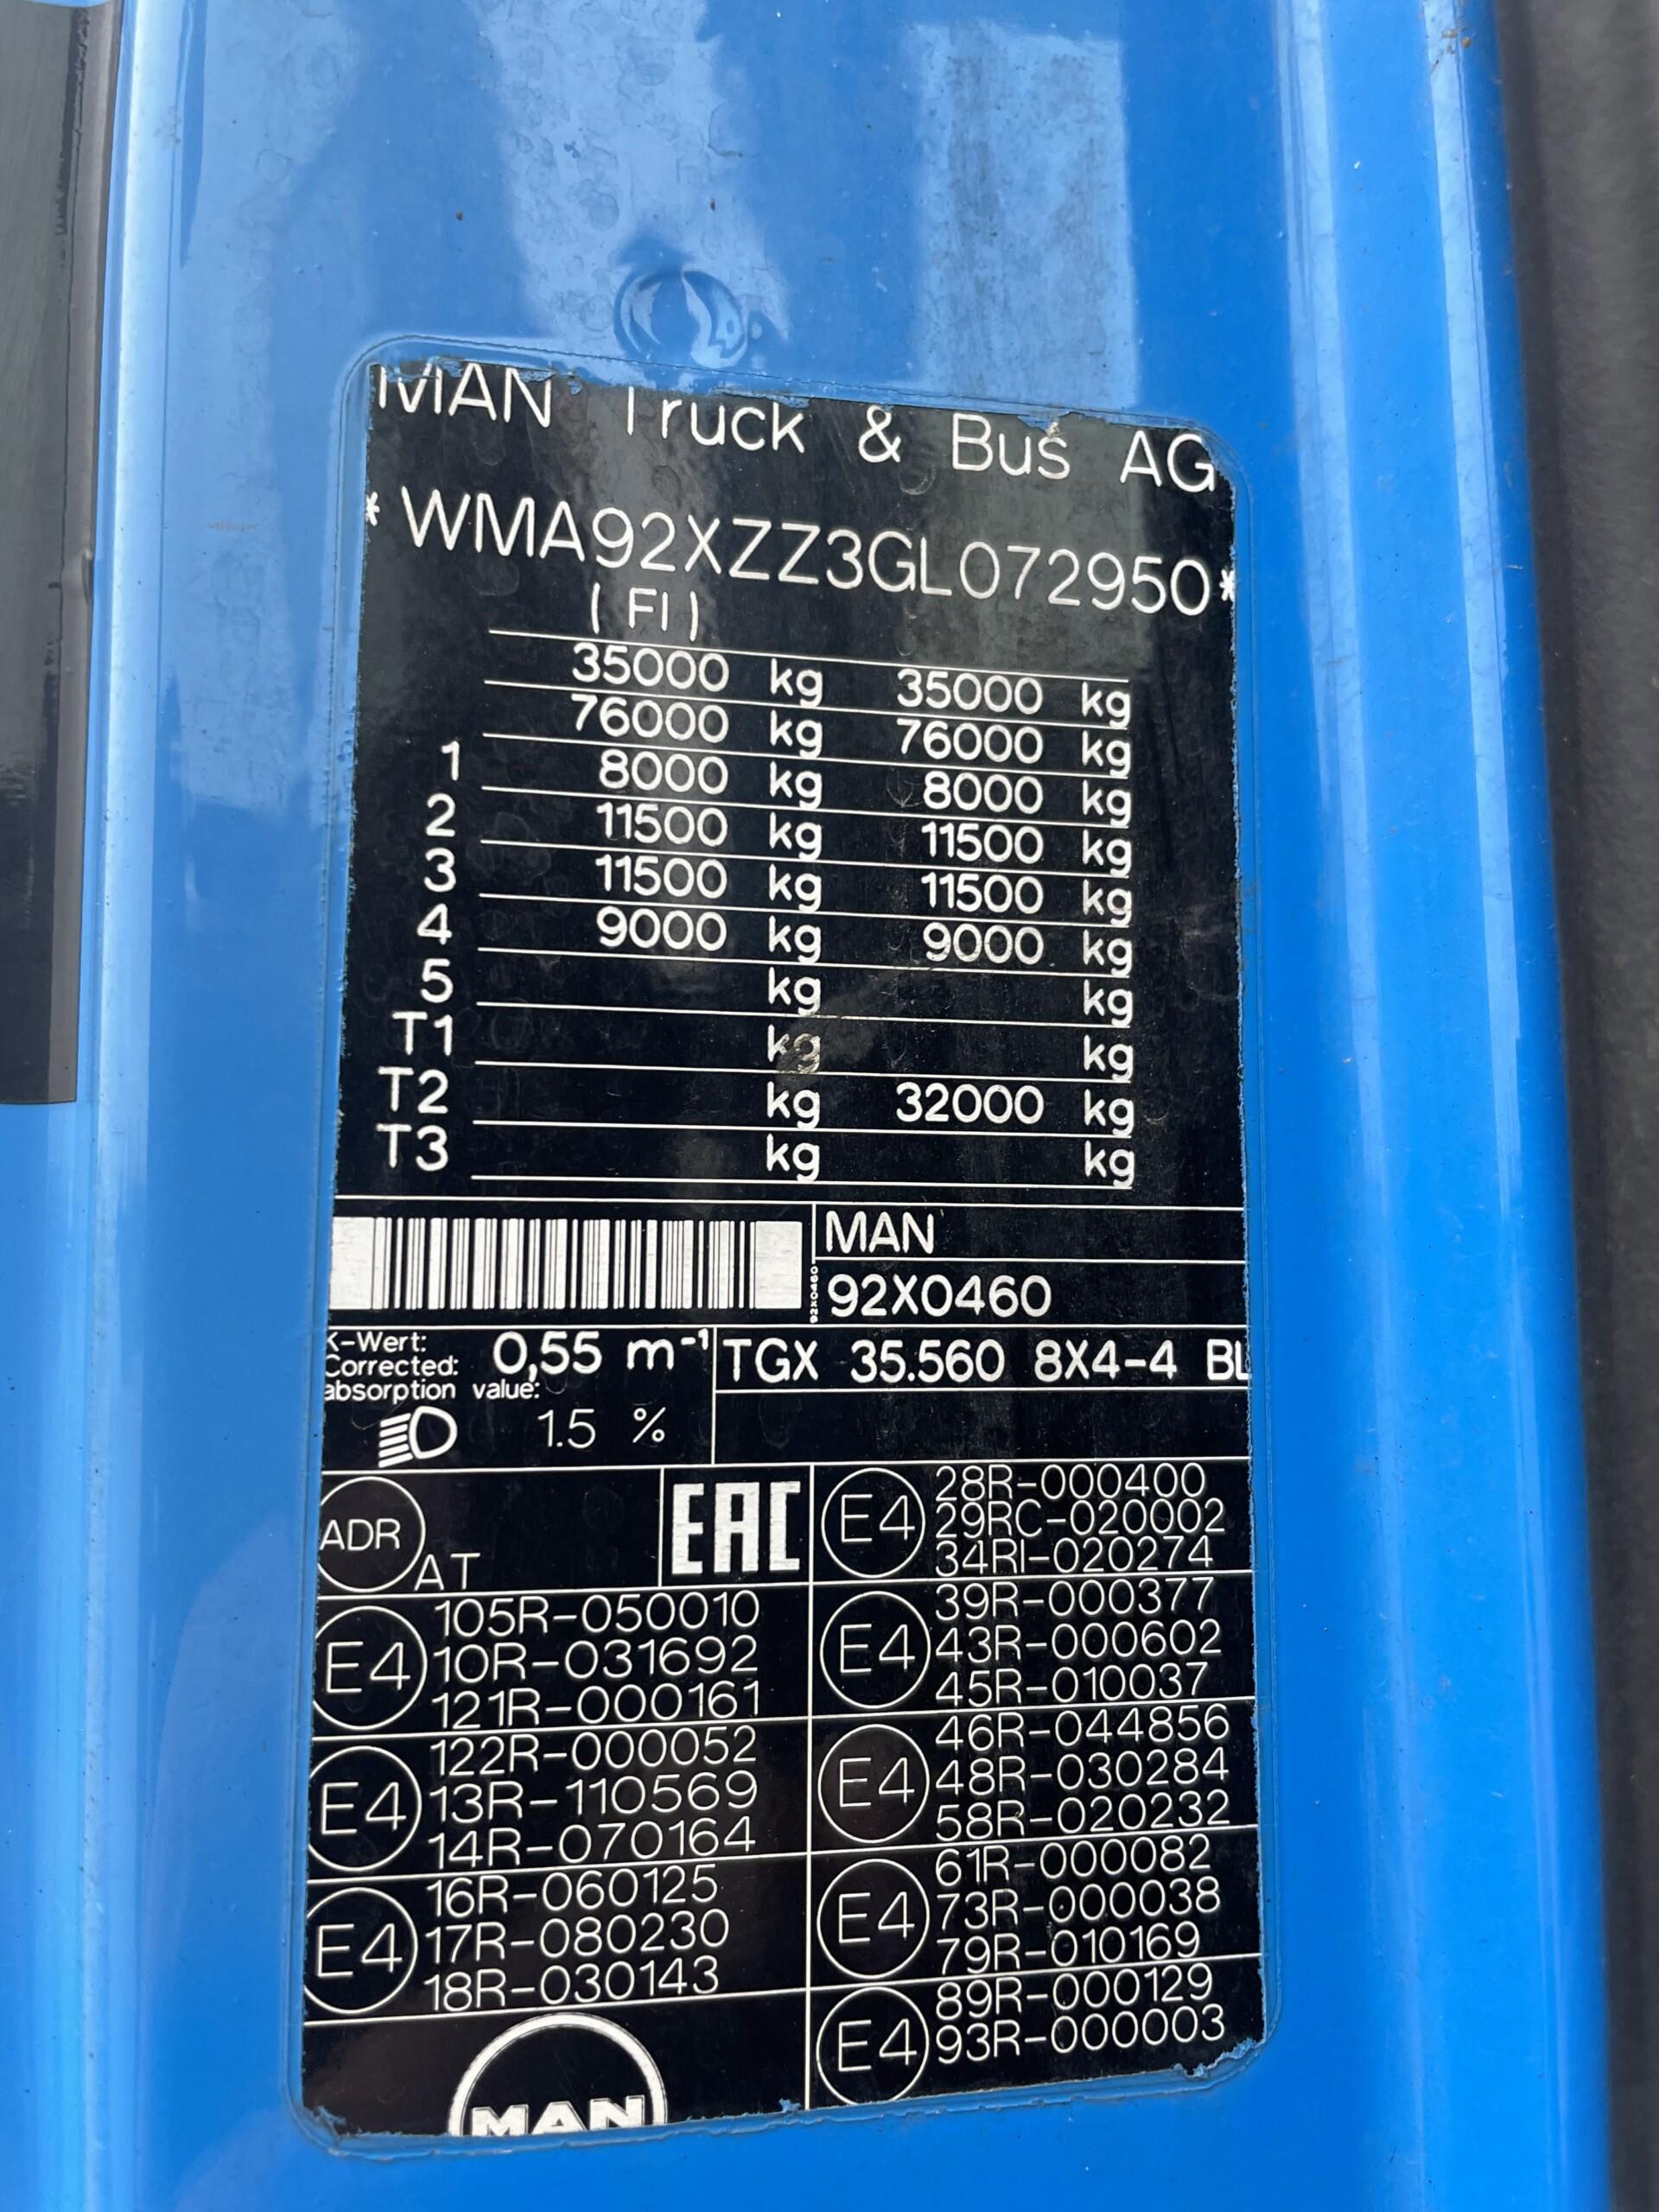 MAN Truck & Bus AG
*WMA92XZZ3GL072950*
(FI)
35000 kg 35000 kg
76000 kg 76000 kg
1 8000 kg 8000 kg
2 11500 kg 11500 kg
3 11500 kg 11500 kg
4 9000 kg 9000 kg
5 kg kg
T1 kg kg
T2 kg 32000 kg
T3 kg kg
92X0460
MAN
92X0460
K-Wert:
Corrected: 0,55 m⁻¹
absorption value:
TGX 35.560 8X4-4 BL
1.5 %
ADR AT
EAC
E4
28R-000400
29RC-020002
34RI-020274
E4
105R-050010
10R-031692
121R-000161
E4
39R-000377
43R-000602
45R-010037
E4
122R-000052
13R-110569
14R-070164
E4
46R-044856
48R-030284
58R-020232
E4
16R-060125
17R-080230
18R-030143
E4
61R-000082
73R-000038
79R-010169
E4
89R-000129
93R-000003
MAN